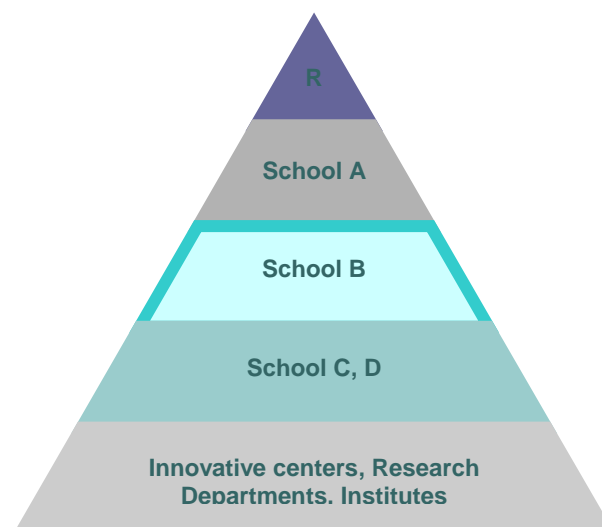 R
School A
School B
School C, D
Innovative centers, Research
Departments, Institutes